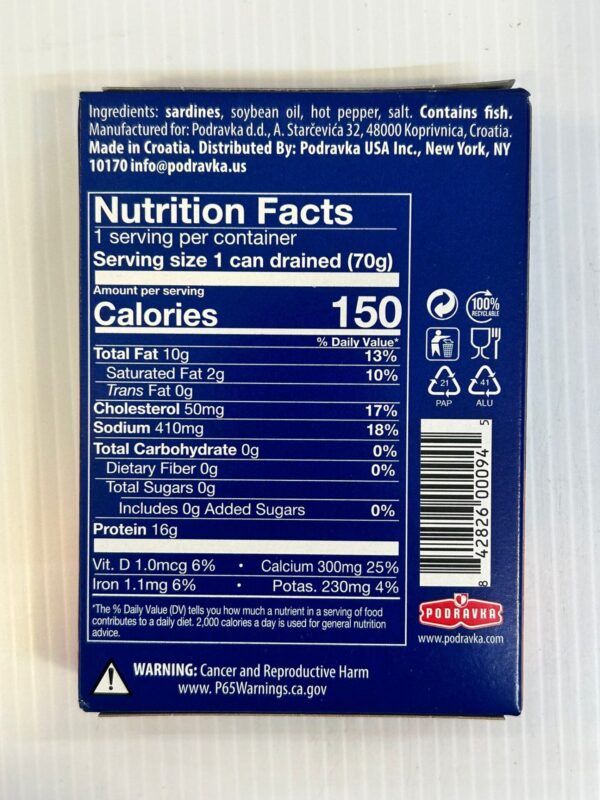 Ingredients: sardines, soybean oil, hot pepper, salt. Contains fish.
Manufactured for: Podravka d.d., A. Starčevića 32, 48000 Koprivnica, Croatia.
Made in Croatia. Distributed By: Podravka USA Inc., New York, NY
10170 info@podravka.us
Nutrition Facts
1 serving per container
Serving size 1 can drained (70g)
Amount per serving
Calories 150
% Daily Value*
Total Fat 10g 13%
Saturated Fat 2g 10%
Trans Fat 0g
Cholesterol 50mg 17%
Sodium 410mg 18%
Total Carbohydrate 0g 0%
Dietary Fiber 0g 0%
Total Sugars 0g
Includes 0g Added Sugars 0%
Protein 16g
Vit. D 1.0mcg 6% • Calcium 300mg 25%
Iron 1.1mg 6% • Potas. 230mg 4%
*The % Daily Value (DV) tells you how much a nutrient in a serving of food
contributes to a daily diet. 2,000 calories a day is used for general nutrition
advice.
100%
RECYCLABLE
21
PAP
41
ALU
8 42826 00094 5
PODRAVKA
www.podravka.com
WARNING: Cancer and Reproductive Harm
www. P65Warnings.ca.gov